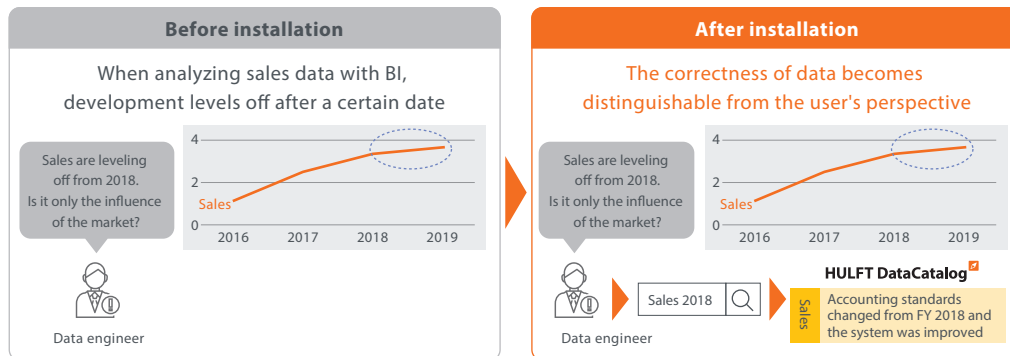 Before installation
When analyzing sales data with BI,
development levels off after a certain date
Sales are leveling
off from 2018.
Is it only the influence
of the market?
4
2
0
Sales
2016 2017 2018 2019
Data engineer
After installation
The correctness of data becomes
distinguishable from the user's perspective
Sales are leveling
off from 2018.
Is it only the influence
of the market?
4
2
0
Sales
2016 2017 2018 2019
Data engineer
Sales 2018
HULFT DataCatalog
Sales
Accounting standards
changed from FY 2018 and
the system was improved